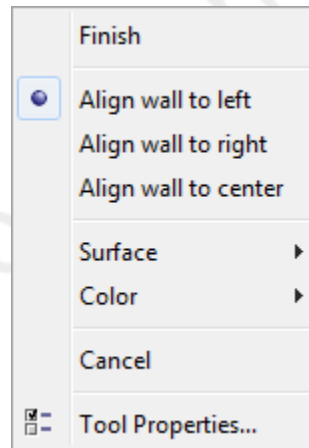 Finish
Align wall to left
Align wall to right
Align wall to center
Surface
Color
Cancel
Tool Properties...